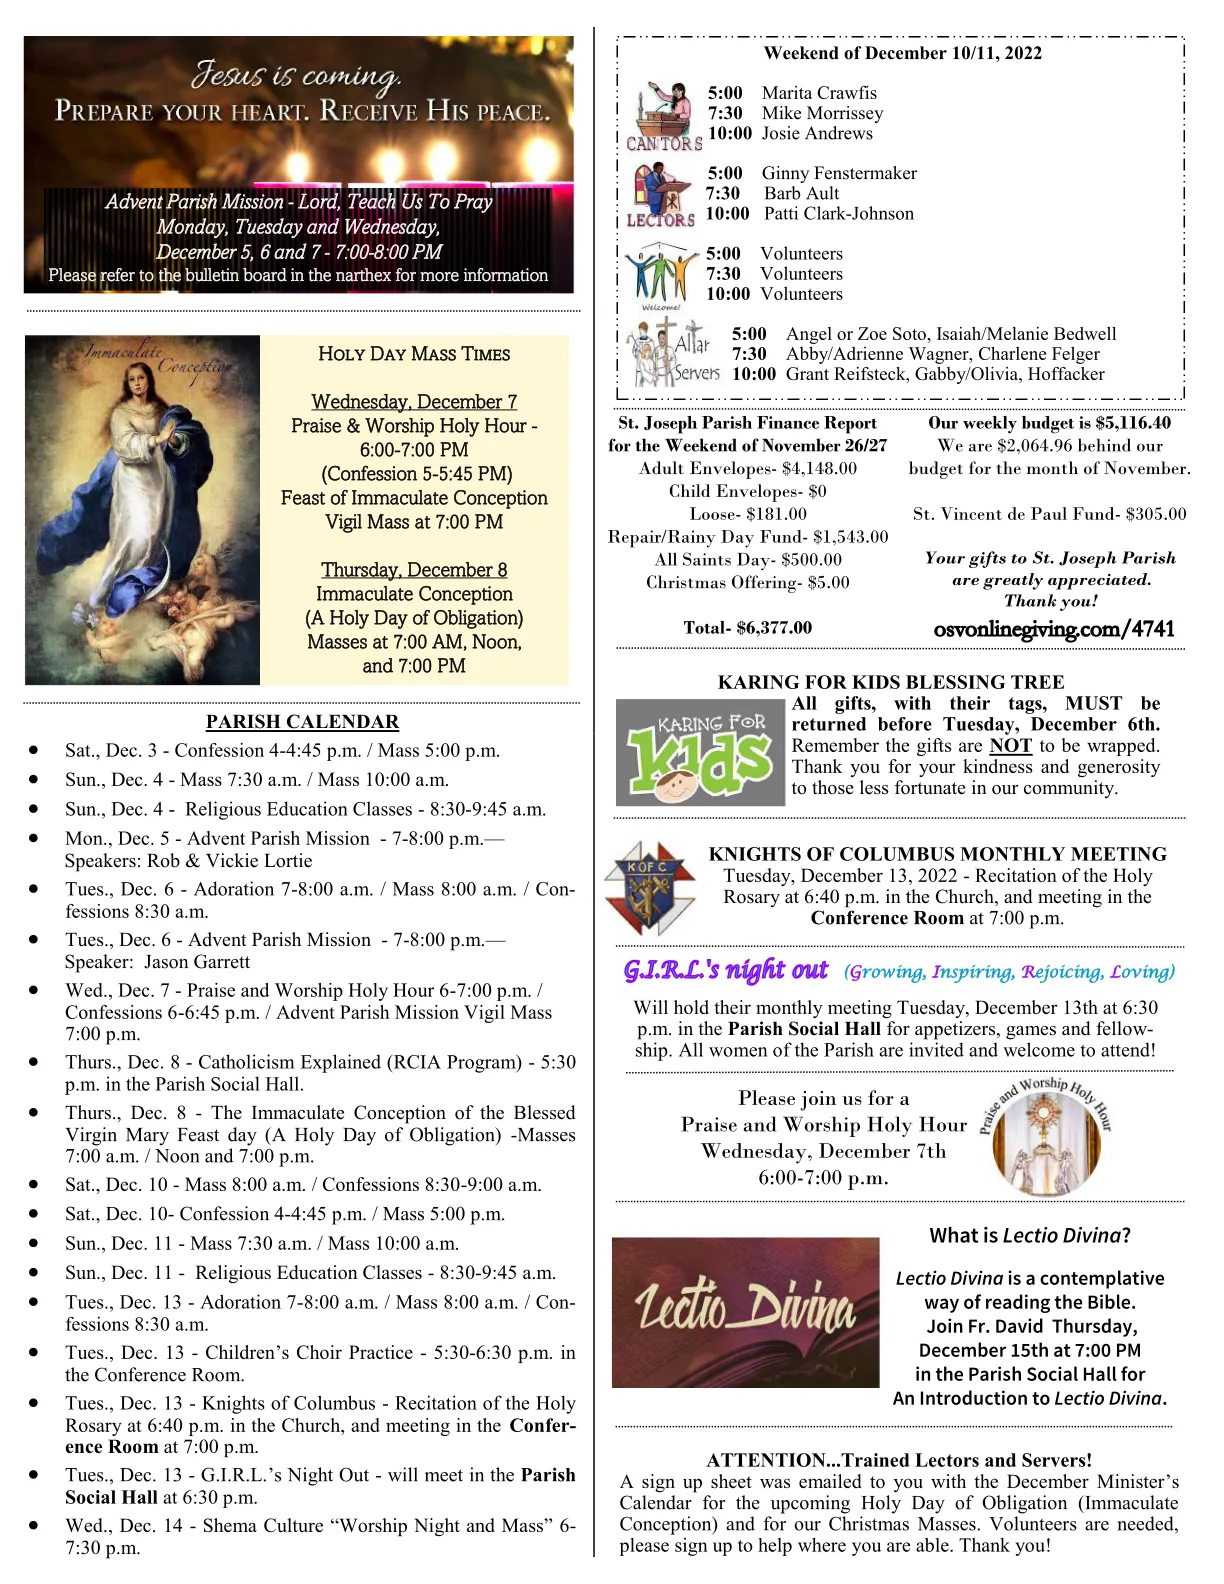 Jesus is coming.
PREPARE YOUR HEART. RECEIVE HIS PEACE.
Advent Parish Mission - Lord, Teach Us To Pray
Monday, Tuesday and Wednesday,
December 5, 6 and 7 - 7:00-8:00 PM
Please refer to the bulletin board in the narthex for more information
Immaculate
Conception
HOLY DAY MASS TIMES
Wednesday, December 7
Praise & Worship Holy Hour -
6:00-7:00 PM
(Confession 5-5:45 PM)
Feast of Immaculate Conception
Vigil Mass at 7:00 PM
Thursday, December 8
Immaculate Conception
(A Holy Day of Obligation)
Masses at 7:00 AM, Noon,
and 7:00 PM
PARISH CALENDAR
• Sat., Dec. 3 - Confession 4-4:45 p.m. / Mass 5:00 p.m.
• Sun., Dec. 4 - Mass 7:30 a.m. / Mass 10:00 a.m.
• Sun., Dec. 4 - Religious Education Classes - 8:30-9:45 a.m.
• Mon., Dec. 5 - Advent Parish Mission - 7-8:00 p.m.—
Speakers: Rob & Vickie Lortie
• Tues., Dec. 6 - Adoration 7-8:00 a.m. / Mass 8:00 a.m. / Con-
fessions 8:30 a.m.
• Tues., Dec. 6 - Advent Parish Mission - 7-8:00 p.m.—
Speaker: Jason Garrett
• Wed., Dec. 7 - Praise and Worship Holy Hour 6-7:00 p.m. /
Confessions 6-6:45 p.m. / Advent Parish Mission Vigil Mass
7:00 p.m.
• Thurs., Dec. 8 - Catholicism Explained (RCIA Program) - 5:30
p.m. in the Parish Social Hall.
• Thurs., Dec. 8 - The Immaculate Conception of the Blessed
Virgin Mary Feast day (A Holy Day of Obligation) -Masses
7:00 a.m. / Noon and 7:00 p.m.
• Sat., Dec. 10 - Mass 8:00 a.m. / Confessions 8:30-9:00 a.m.
• Sat., Dec. 10- Confession 4-4:45 p.m. / Mass 5:00 p.m.
• Sun., Dec. 11 - Mass 7:30 a.m. / Mass 10:00 a.m.
• Sun., Dec. 11 - Religious Education Classes - 8:30-9:45 a.m.
• Tues., Dec. 13 - Adoration 7-8:00 a.m. / Mass 8:00 a.m. / Con-
fessions 8:30 a.m.
• Tues., Dec. 13 - Children’s Choir Practice - 5:30-6:30 p.m. in
the Conference Room.
• Tues., Dec. 13 - Knights of Columbus - Recitation of the Holy
Rosary at 6:40 p.m. in the Church, and meeting in the Confer-
ence Room at 7:00 p.m.
• Tues., Dec. 13 - G.I.R.L.’s Night Out - will meet in the Parish
Social Hall at 6:30 p.m.
• Wed., Dec. 14 - Shema Culture “Worship Night and Mass” 6-
7:30 p.m.
Weekend of December 10/11, 2022
CANTORS
5:00 Marita Crawfis
7:30 Mike Morrissey
10:00 Josie Andrews
LECTORS
5:00 Ginny Fenstermaker
7:30 Barb Ault
10:00 Patti Clark-Johnson
Welcome!
5:00 Volunteers
7:30 Volunteers
10:00 Volunteers
Altar
Servers
5:00 Angel or Zoe Soto, Isaiah/Melanie Bedwell
7:30 Abby/Adrienne Wagner, Charlene Felger
10:00 Grant Reifsteck, Gabby/Olivia, Hoffacker
St. Joseph Parish Finance Report
for the Weekend of November 26/27
Adult Envelopes- $4,148.00
Child Envelopes- $0
Loose- $181.00
Repair/Rainy Day Fund- $1,543.00
All Saints Day- $500.00
Christmas Offering- $5.00
Total- $6,377.00
Our weekly budget is $5,116.40
We are $2,064.96 behind our
budget for the month of November.
St. Vincent de Paul Fund- $305.00
Your gifts to St. Joseph Parish
are greatly appreciated.
Thank you!
osvonlinegiving.com/4741
KARING FOR KIDS BLESSING TREE
KARING FOR
kids
All gifts, with their tags, MUST be
returned before Tuesday, December 6th.
Remember the gifts are NOT to be wrapped.
Thank you for your kindness and generosity
to those less fortunate in our community.
K OF C
KNIGHTS OF COLUMBUS MONTHLY MEETING
Tuesday, December 13, 2022 - Recitation of the Holy
Rosary at 6:40 p.m. in the Church, and meeting in the
Conference Room at 7:00 p.m.
G.I.R.L.'s night out (Growing, Inspiring, Rejoicing, Loving)
Will hold their monthly meeting Tuesday, December 13th at 6:30
p.m. in the Parish Social Hall for appetizers, games and fellow-
ship. All women of the Parish are invited and welcome to attend!
Please join us for a
Praise and Worship Holy Hour
Wednesday, December 7th
6:00-7:00 p.m.
Praise and Worship Holy Hour
Lectio Divina
What is Lectio Divina?
Lectio Divina is a contemplative
way of reading the Bible.
Join Fr. David Thursday,
December 15th at 7:00 PM
in the Parish Social Hall for
An Introduction to Lectio Divina.
ATTENTION...Trained Lectors and Servers!
A sign up sheet was emailed to you with the December Minister’s
Calendar for the upcoming Holy Day of Obligation (Immaculate
Conception) and for our Christmas Masses. Volunteers are needed,
please sign up to help where you are able. Thank you!